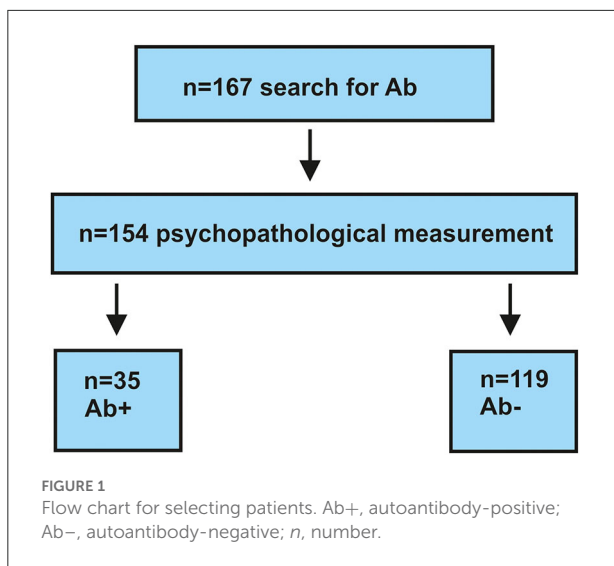 n=167 search for Ab
n=154 psychopathological measurement
n=35
Ab+
n=119
Ab-
FIGURE 1
Flow chart for selecting patients. Ab+, autoantibody-positive;
Ab–, autoantibody-negative; n, number.